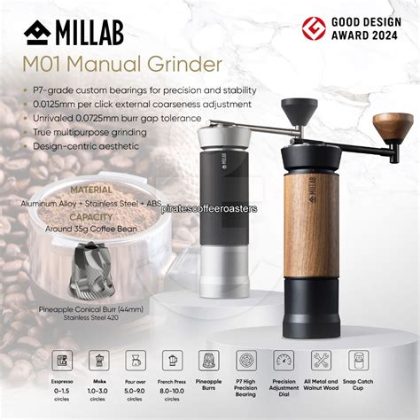 MILLAB
GOOD DESIGN
AWARD 2024
M01 Manual Grinder
P7-grade custom bearings for precision and stability
0.0125mm per click external coarseness adjustment
Unrivaled 0.0725mm burr gap tolerance
True multipurpose grinding
Design-centric aesthetic
MILLAB
MATERIAL
Aluminum Alloy + Stainless Steel + ABS
piratescoffeeroasters
CAPACITY
Around 35g Coffee Bean
Pineapple Conical Burr (44mm)
Stainless Steel 420
Esspresso
0-1.5
circles
Moka
1.0-3.0
circles
Pour over
5.0-9.0
circles
French Press
8.0-10.0
circles
Pineapple
Burrs
P7 High
Precision
Bearing
Precision
Adjustment
Dial
All Metal and
Walnut Wood
Snap Catch
Cup